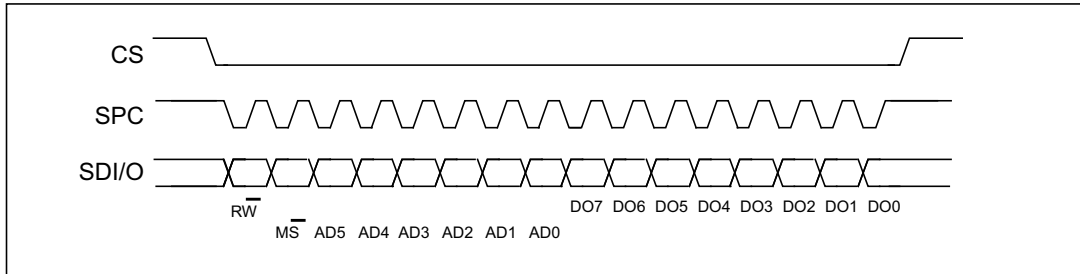 CS
SPC
SDI/O
RW̅ DO7 DO6 DO5 DO4 DO3 DO2 DO1 DO0
MS̅ AD5 AD4 AD3 AD2 AD1 AD0